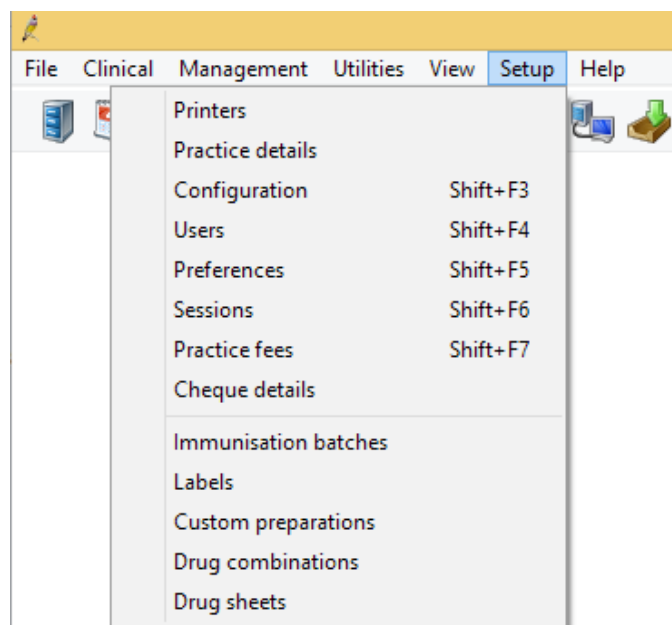 File Clinical Management Utilities View Setup Help
Printers
Practice details
Configuration Shift+F3
Users Shift+F4
Preferences Shift+F5
Sessions Shift+F6
Practice fees Shift+F7
Cheque details
Immunisation batches
Labels
Custom preparations
Drug combinations
Drug sheets